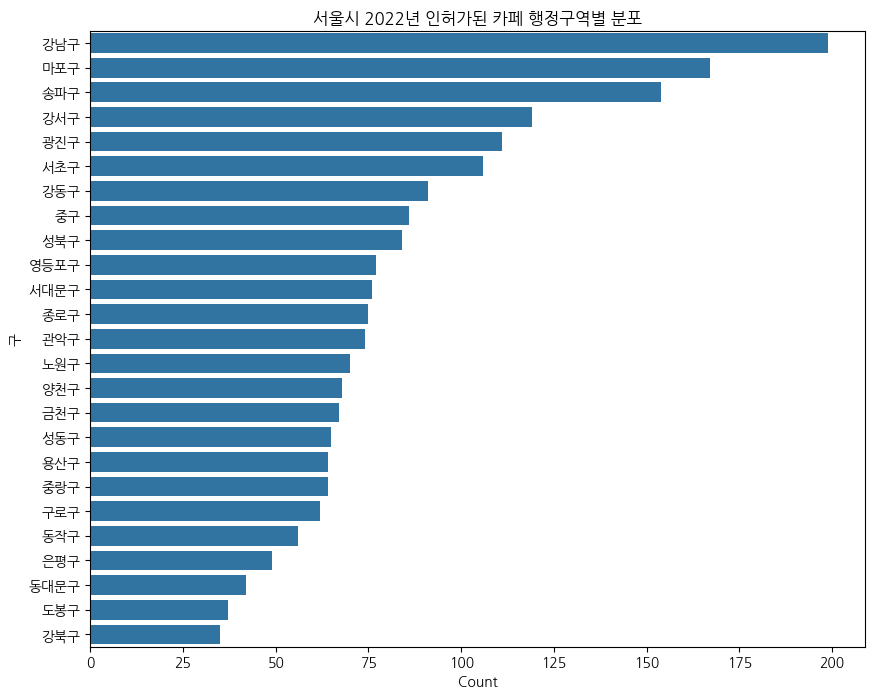 서울시 2022년 인허가된 카페 행정구역별 분포
강남구
마포구
송파구
강서구
광진구
서초구
강동구
중구
성북구
영등포구
서대문구
종로구
관악구
노원구
양천구
금천구
성동구
용산구
중랑구
구로구
동작구
은평구
동대문구
도봉구
강북구
구
0 25 50 75 100 125 150 175 200
Count